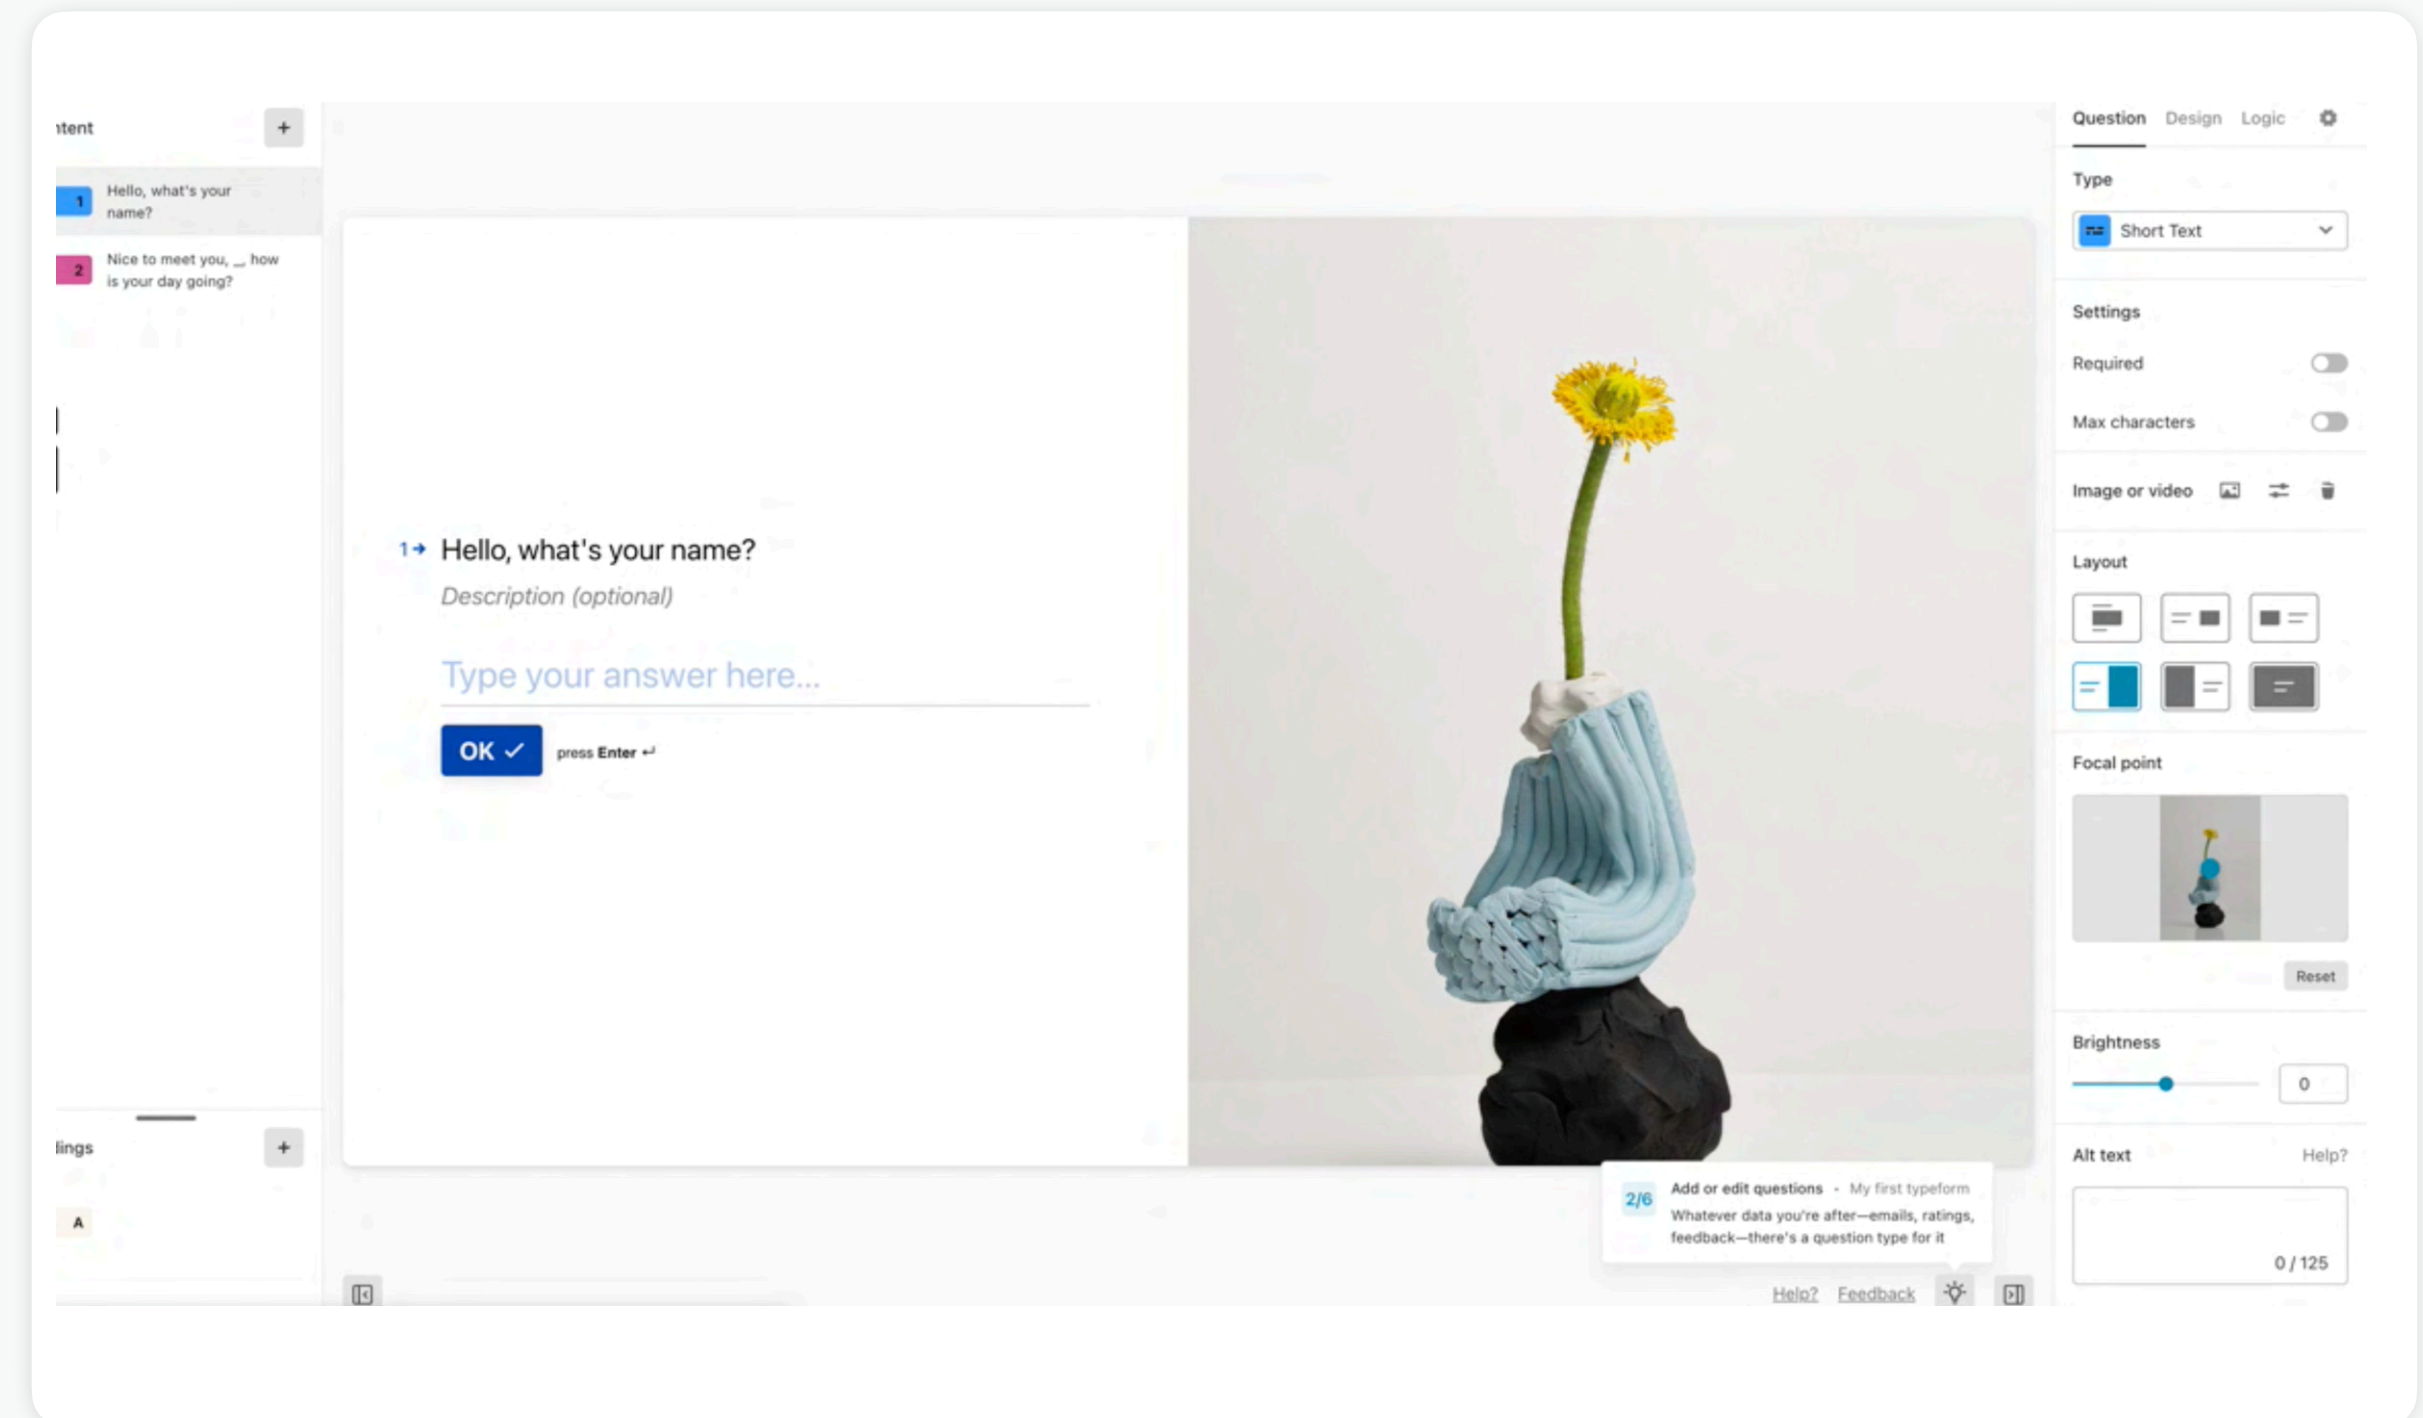 ntent
+
1
Hello, what's your
name?
2
Nice to meet you, __ how
is your day going?
lings
+
A
1→ Hello, what's your name?
Description (optional)
Type your answer here...
OK ✓ press Enter ↵
2/6
Add or edit questions - My first typeform
Whatever data you're after—emails, ratings,
feedback—there's a question type for it
Help? Feedback
Question Design Logic
Type
Short Text
Settings
Required
Max characters
Image or video
Layout
Focal point
Reset
Brightness
0
Alt text Help?
0 / 125